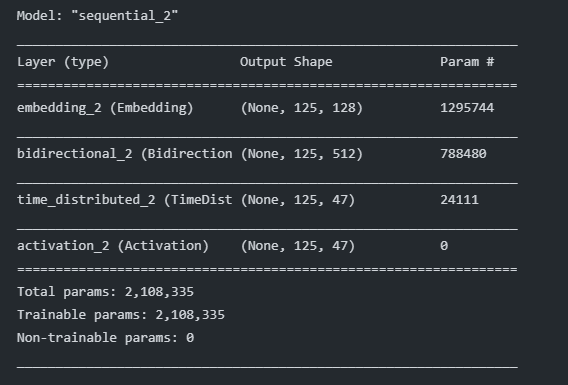 Model: "sequential_2"
_________________________________________________________________
Layer (type)                 Output Shape              Param #
=================================================================
embedding_2 (Embedding)      (None, 125, 128)          1295744
_________________________________________________________________
bidirectional_2 (Bidirection (None, 125, 512)          788480
_________________________________________________________________
time_distributed_2 (TimeDist (None, 125, 47)           24111
_________________________________________________________________
activation_2 (Activation)    (None, 125, 47)           0
=================================================================
Total params: 2,108,335
Trainable params: 2,108,335
Non-trainable params: 0
_________________________________________________________________